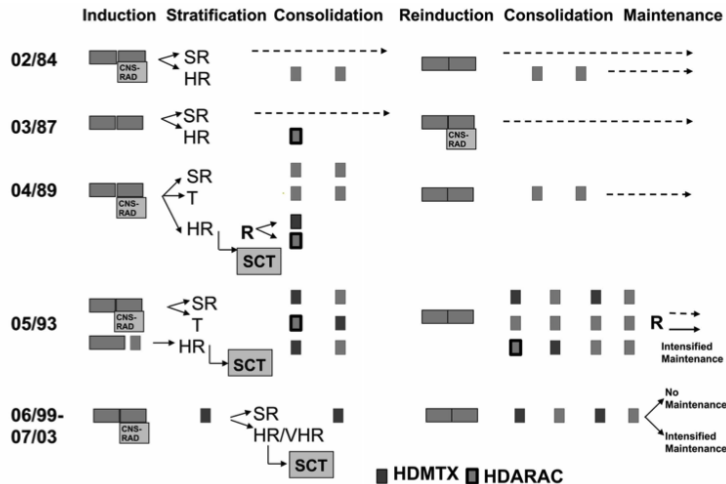 Induction Stratification Consolidation Reinduction Consolidation Maintenance
02/84
CNS-
RAD
SR
HR
03/87
SR
HR
CNS-
RAD
04/89
CNS-
RAD
SR
T
HR
R
SCT
05/93
CNS-
RAD
SR
T
HR
SCT
R
Intensified
Maintenance
06/99-
07/03
CNS-
RAD
SR
HR/VHR
SCT
No
Maintenance
Intensified
Maintenance
HDMTX HDARAC